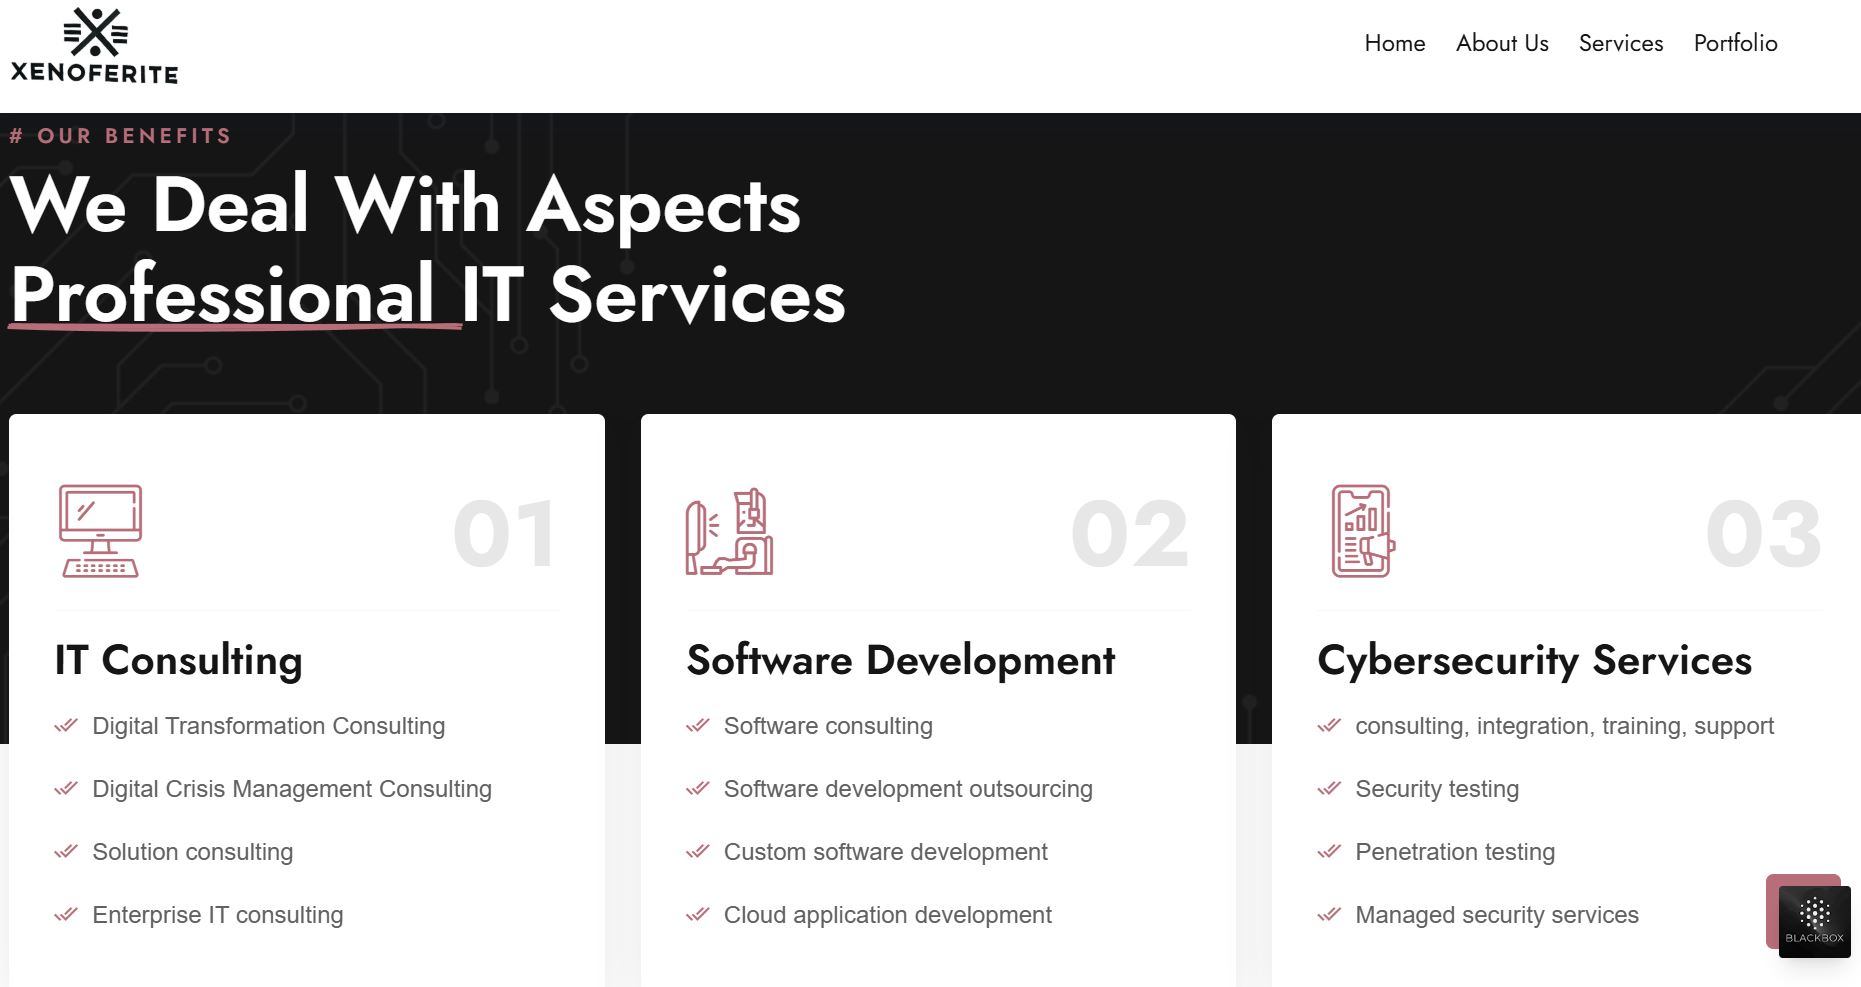 XENOFERITE
Home
About Us
Services
Portfolio
# OUR BENEFITS
We Deal With Aspects
Professional IT Services
01
IT Consulting
Digital Transformation Consulting
Digital Crisis Management Consulting
Solution consulting
Enterprise IT consulting
02
Software Development
Software consulting
Software development outsourcing
Custom software development
Cloud application development
03
Cybersecurity Services
consulting, integration, training, support
Security testing
Penetration testing
Managed security services
BLACKBOX